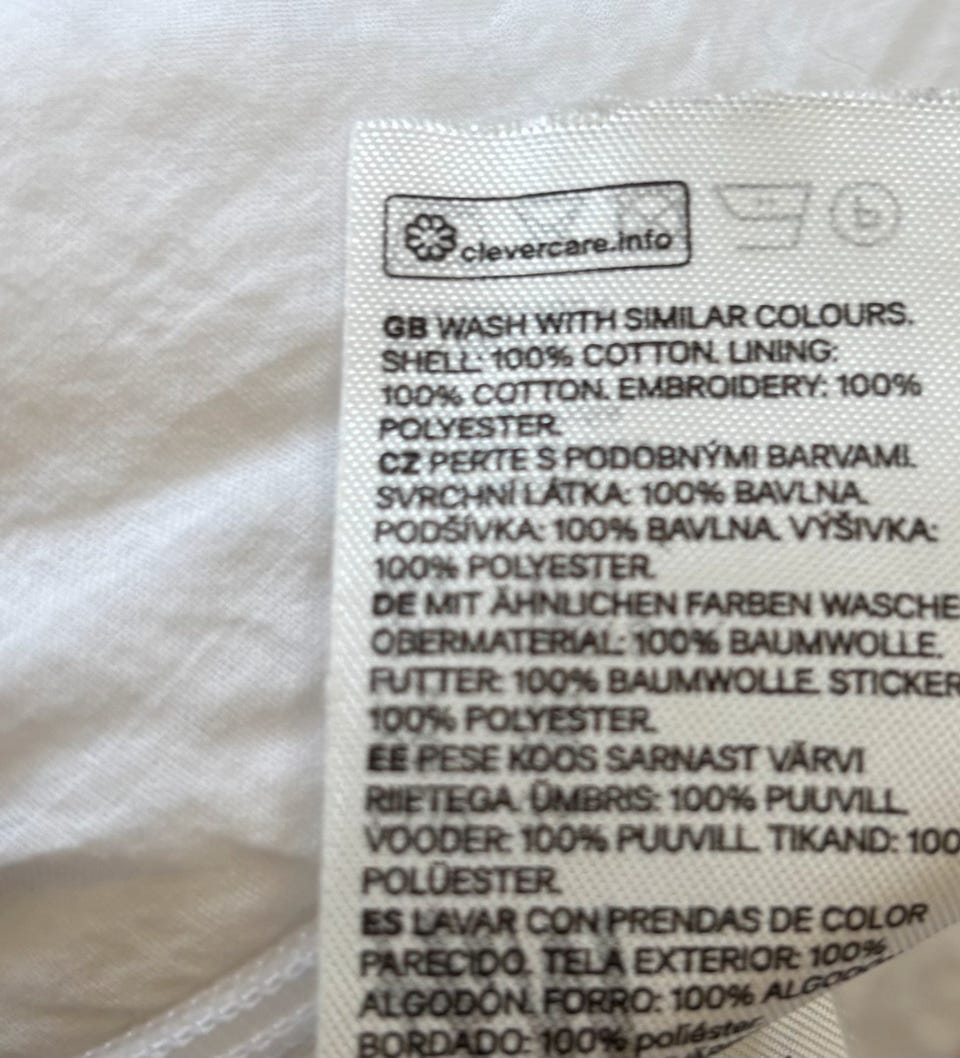 clevercare.info
GB WASH WITH SIMILAR COLOURS.
SHELL: 100% COTTON. LINING:
100% COTTON. EMBROIDERY: 100%
POLYESTER.
CZ PERTE S PODOBNÝMI BARVAMI.
SVRCHNÍ LÁTKA: 100% BAVLNA.
PODŠÍVKA: 100% BAVLNA. VÝŠIVKA:
100% POLYESTER.
DE MIT ÄHNLICHEN FARBEN WASCHE
OBERMATERIAL: 100% BAUMWOLLE.
FUTTER: 100% BAUMWOLLE. STICKER
100% POLYESTER.
EE PESE KOOS SARNAST VÄRVI
RIIETEGA. ÜMBRIS: 100% PUUVILL.
VOODER: 100% PUUVILL. TIKAND: 100
POLÜESTER.
ES LAVAR CON PRENDAS DE COLOR
PARECIDO. TELA EXTERIOR: 100%
ALGODÓN. FORRO: 100% ALGODÓN.
BORDADO: 100% poliéster.